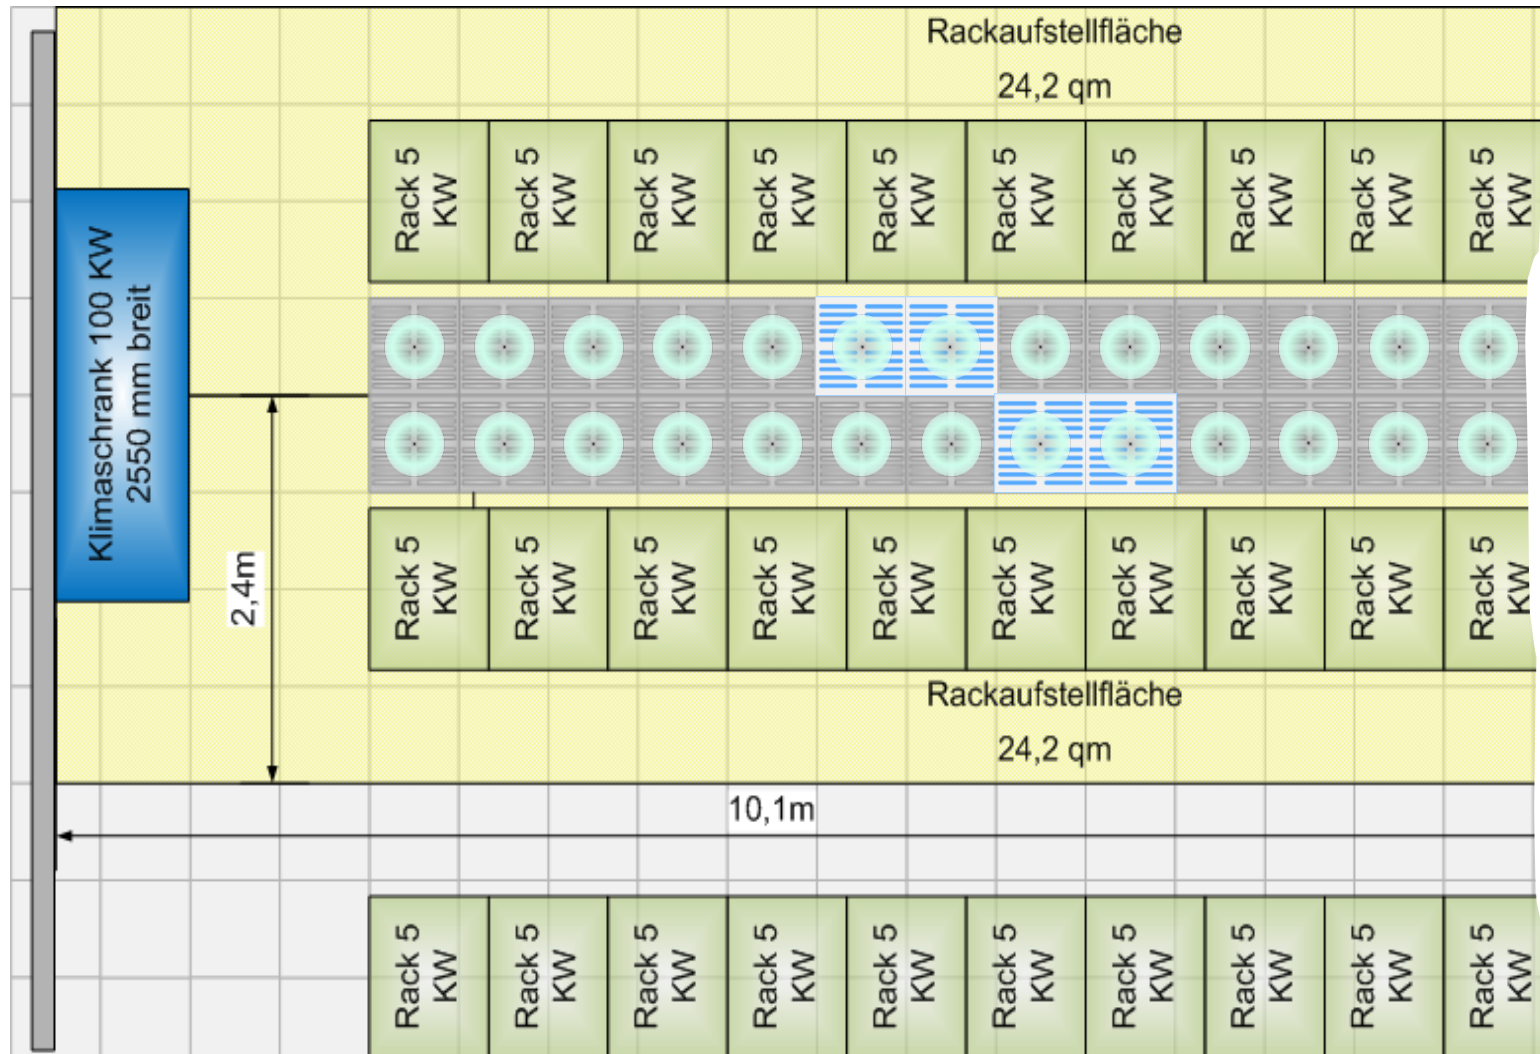 Rackaufstellfläche
24,2 qm
Rack 5
KW
Rack 5
KW
Rack 5
KW
Rack 5
KW
Rack 5
KW
Rack 5
KW
Rack 5
KW
Rack 5
KW
Rack 5
KW
Rack 5
KW
Klimaschrank 100 KW
2550 mm breit
2,4m
Rack 5
KW
Rack 5
KW
Rack 5
KW
Rack 5
KW
Rack 5
KW
Rack 5
KW
Rack 5
KW
Rack 5
KW
Rack 5
KW
Rack 5
KW
Rackaufstellfläche
24,2 qm
10,1m
Rack 5
KW
Rack 5
KW
Rack 5
KW
Rack 5
KW
Rack 5
KW
Rack 5
KW
Rack 5
KW
Rack 5
KW
Rack 5
KW
Rack 5
KW